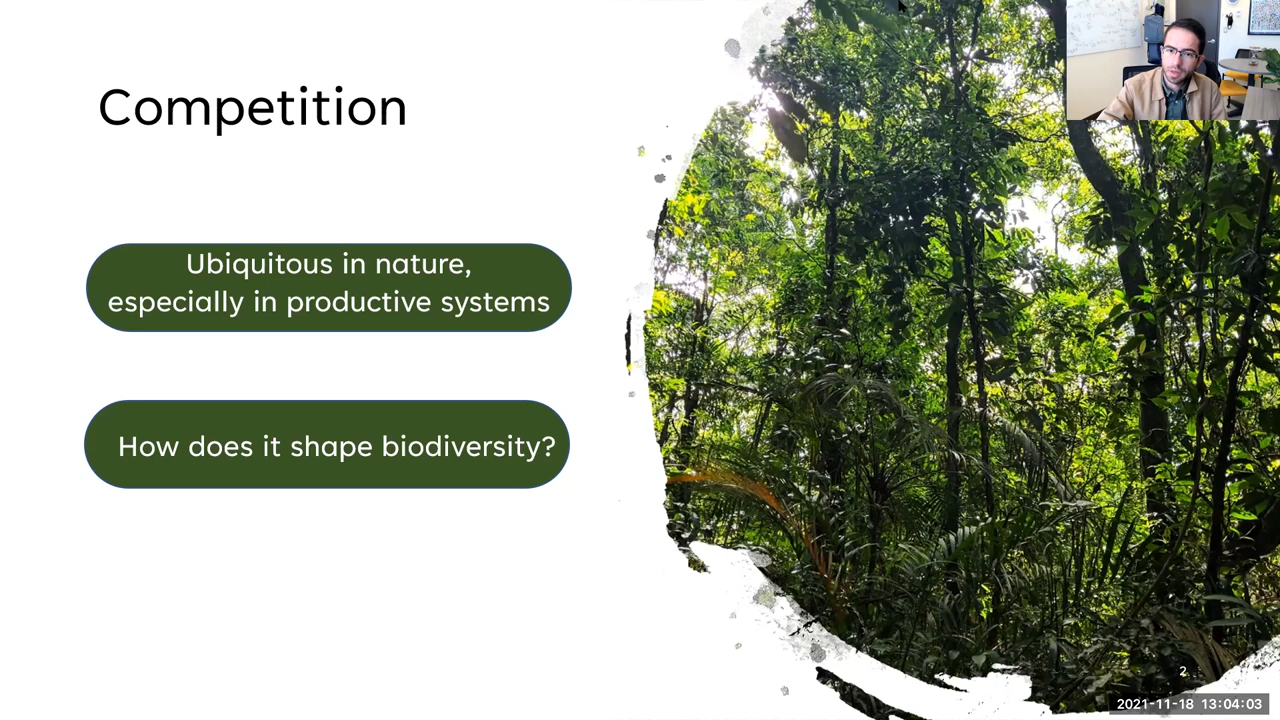 Competition
Ubiquitous in nature,
especially in productive systems
How does it shape biodiversity?
2
2021-11-18 13:04:03